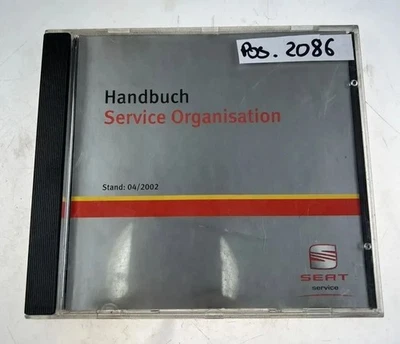 Pos. 2086
Handbuch
Service Organisation
Stand: 04/2002
SEAT
service